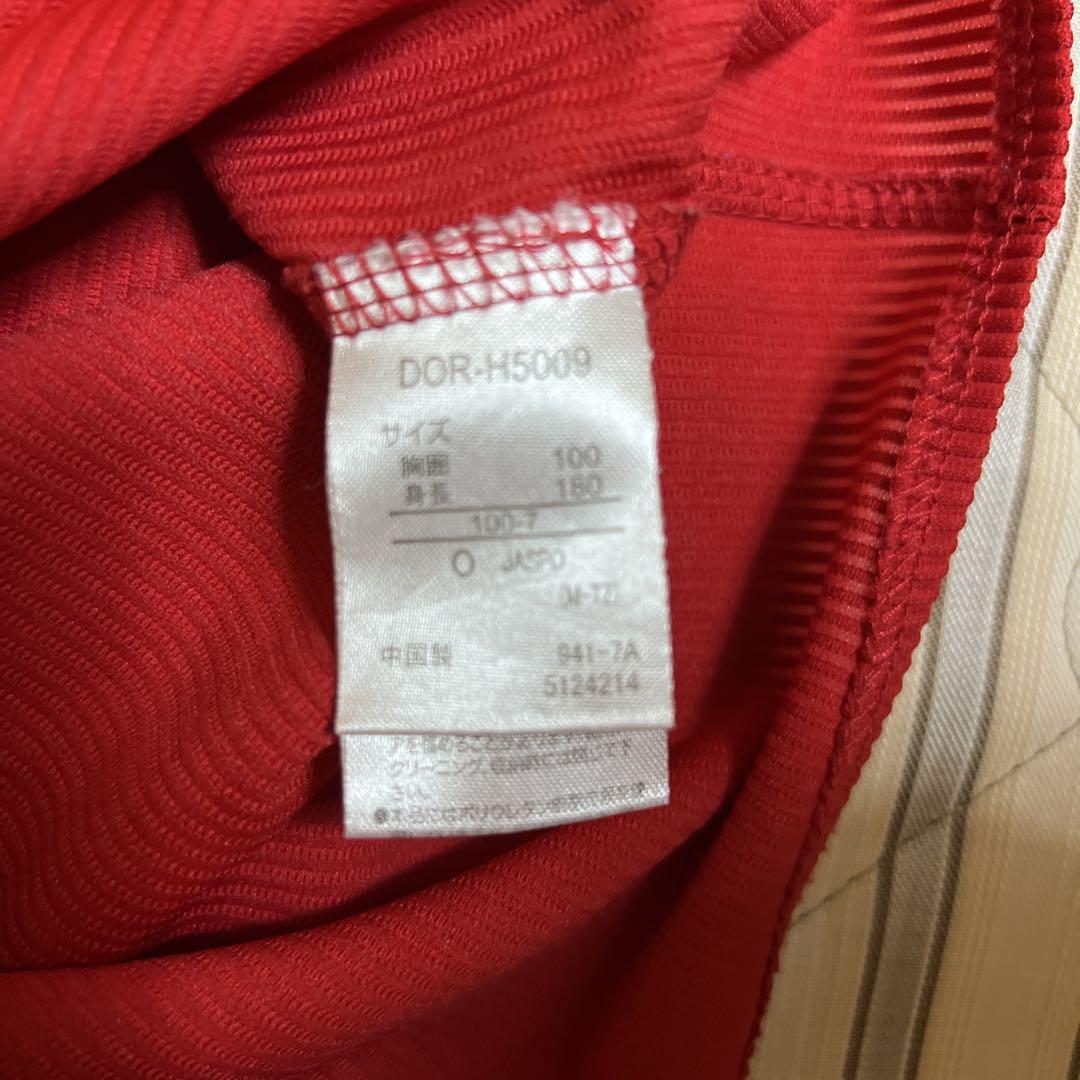 DOR-H5009
サイズ
胸囲 100
身長 180
100-7
O JASPO
(M-TZ)
中国製 941-7A
5124214
クリーニング,
さい。